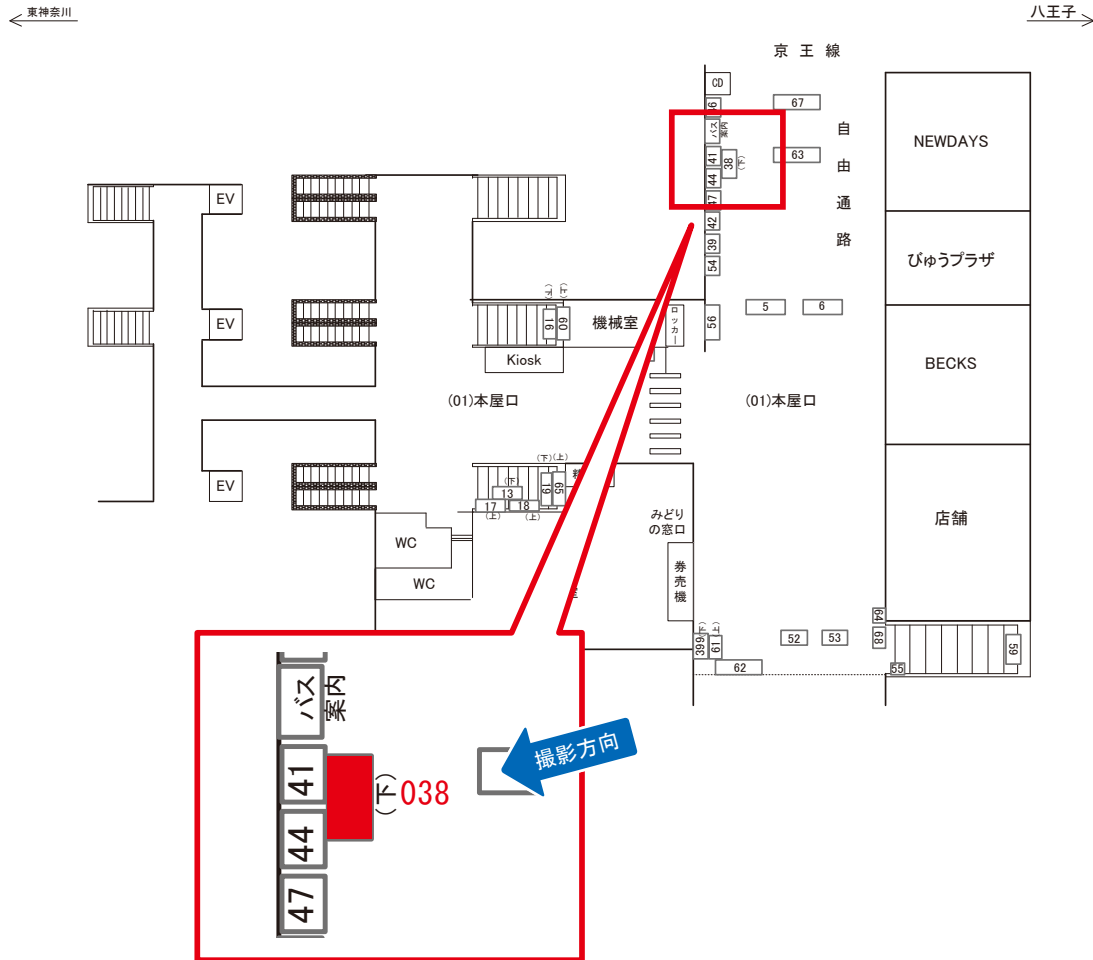 東神奈川
八王子
京王線
CD
46
67
バス
案内
自由通路
NEWDAYS
41
38
(下)
63
44
47
EV
42
39
びゅうプラザ
54
(下)
(上)
5
6
16
60
機械室
ロッカー
56
EV
Kiosk
BECKS
(01)本屋口
(01)本屋口
(下)
(上)
EV
(下
13
19
65
17
18
(上)
(上)
みどり
の窓口
店舗
WC
券売機
WC
64
(下)
(上)
399
61
52
53
68
59
62
55
バス
案内
撮影方向
41
(下)
038
44
47